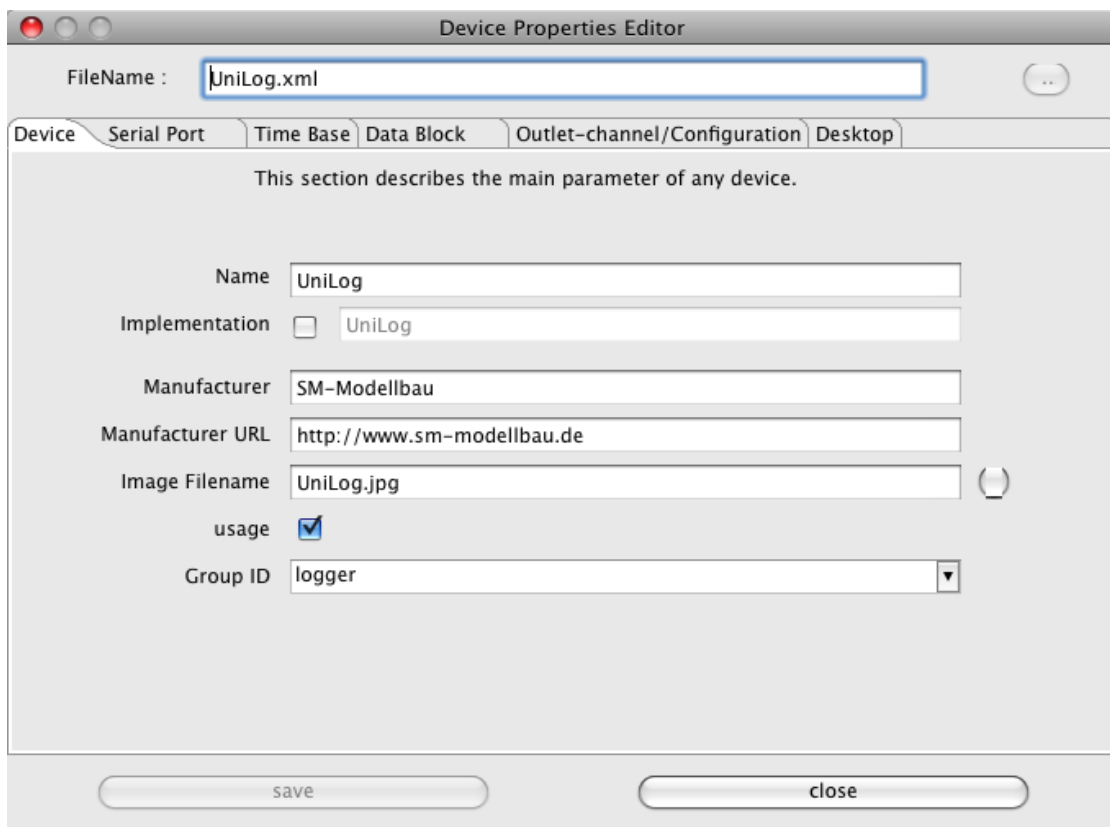 Device Properties Editor
FileName : UniLog.xml ..
Device Serial Port Time Base Data Block Outlet-channel/Configuration Desktop
This section describes the main parameter of any device.
Name UniLog
Implementation UniLog
Manufacturer SM-Modellbau
Manufacturer URL http://www.sm-modellbau.de
Image Filename UniLog.jpg
usage
Group ID logger
save close